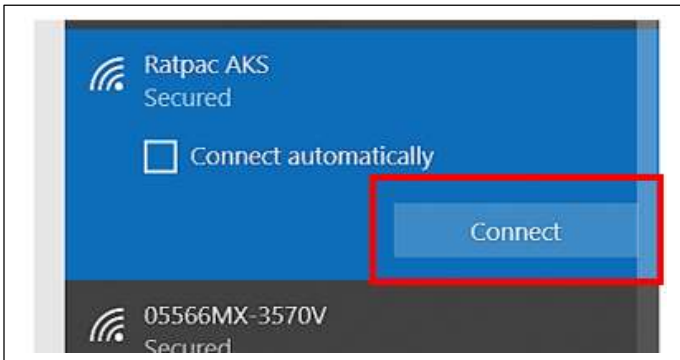 Ratpac AKS
Secured
Connect automatically
Connect
05566MX-3570V
Secured